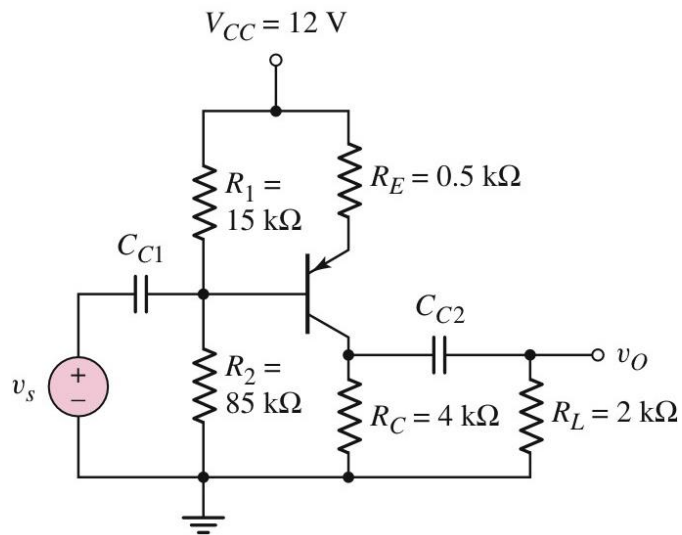 V_CC = 12 V
R_1 =
15 kΩ
R_E = 0.5 kΩ
C_C1
C_C2
v_O
v_s
+
−
R_2 =
85 kΩ
R_C = 4 kΩ
R_L = 2 kΩ